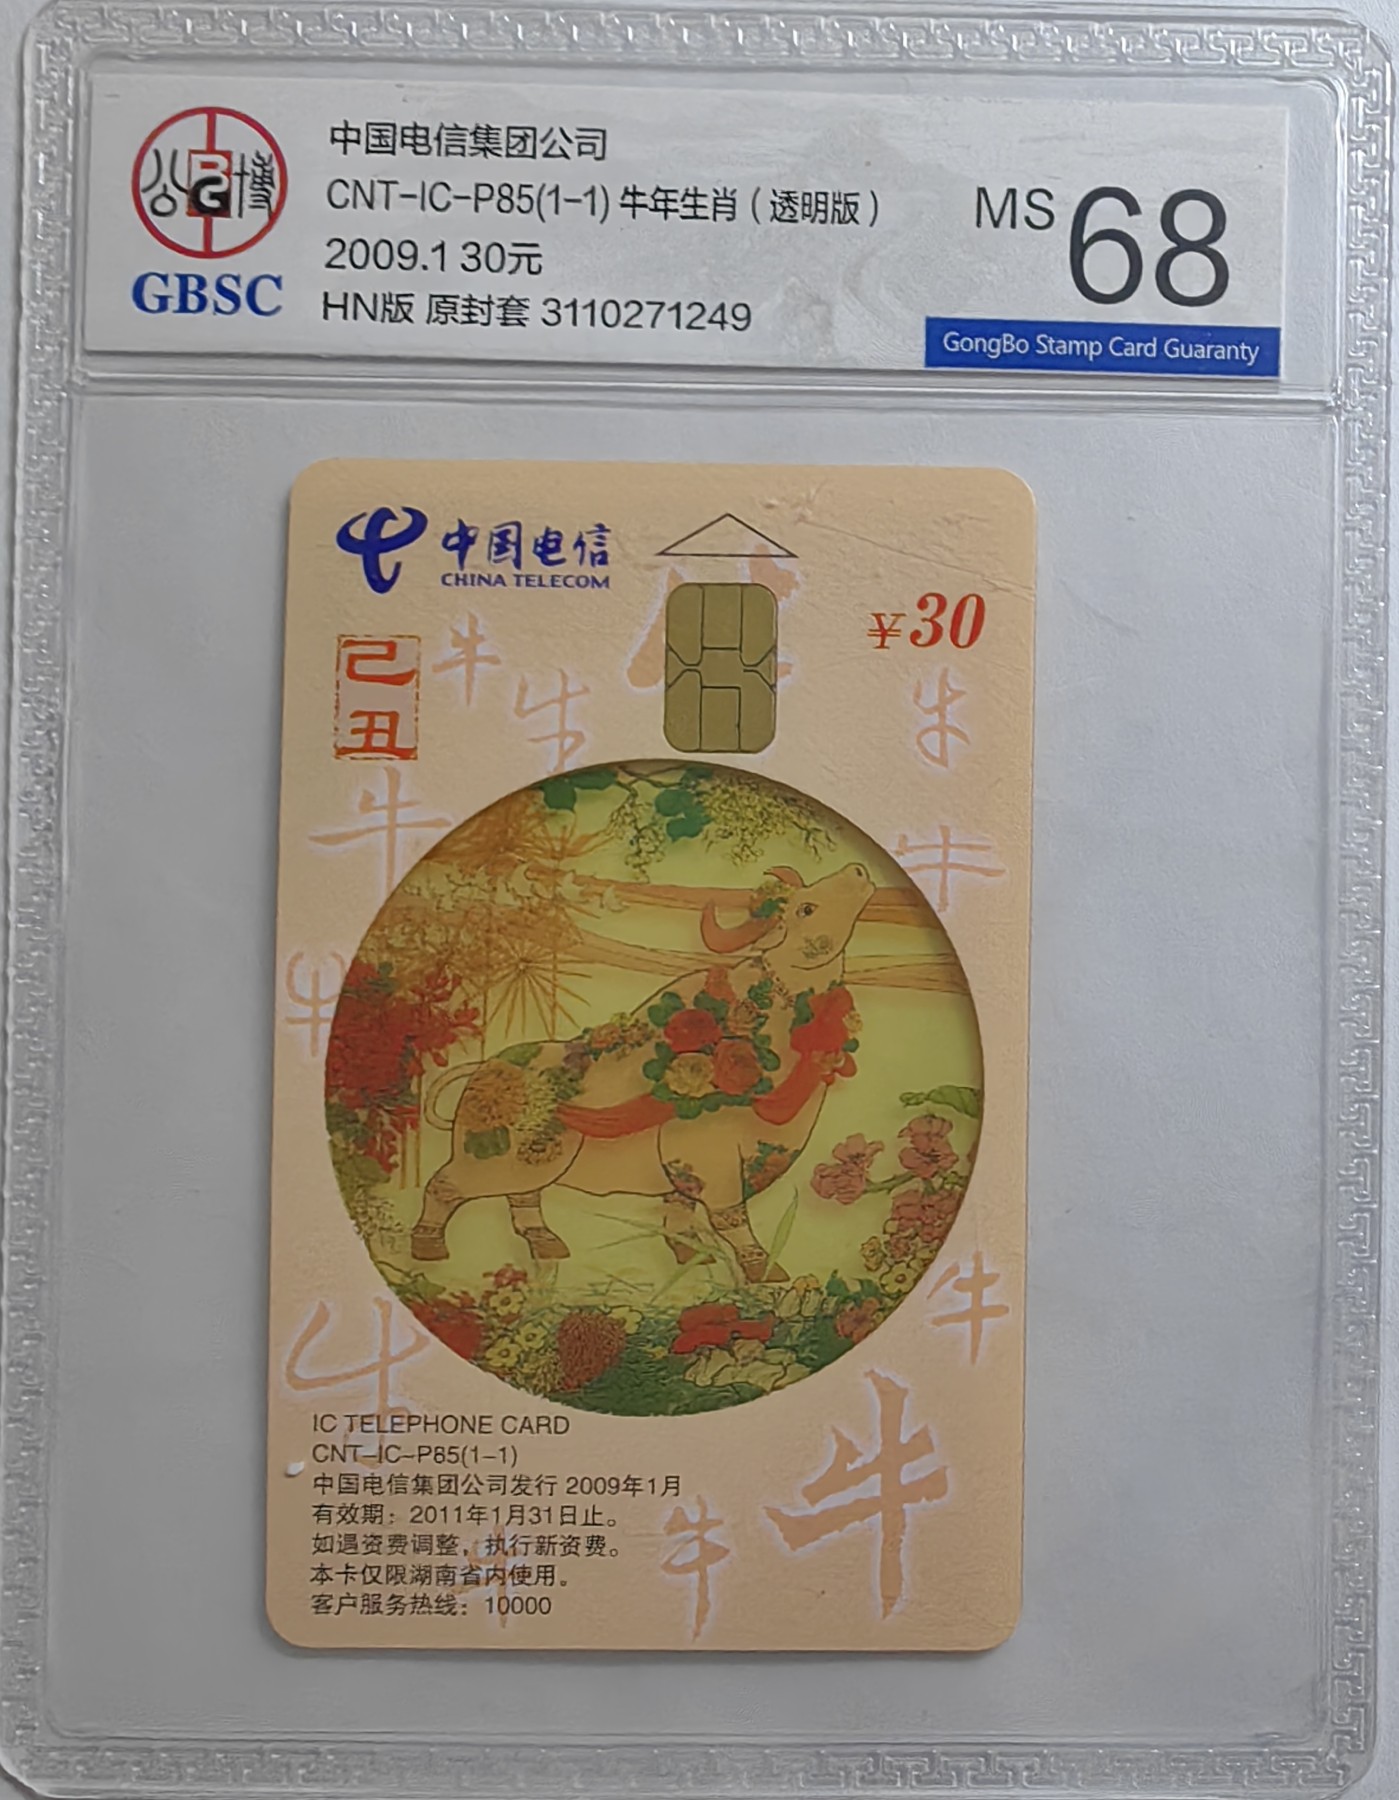 中国电信集团公司
CNT-IC-P85(1-1) 牛年生肖（透明版）
2009.1 30元
HN版 原封套 3110271249
公博
GBSC
MS 68
GongBo Stamp Card Guaranty
中国电信
CHINA TELECOM
¥30
己丑
牛
牛
牛
牛
牛
牛
牛
牛
牛
牛
牛
牛
IC TELEPHONE CARD
CNT-IC-P85(1-1)
中国电信集团公司发行 2009年1月
有效期：2011年1月31日止。
如遇资费调整，执行新资费。
本卡仅限湖南省内使用。
客户服务热线：10000